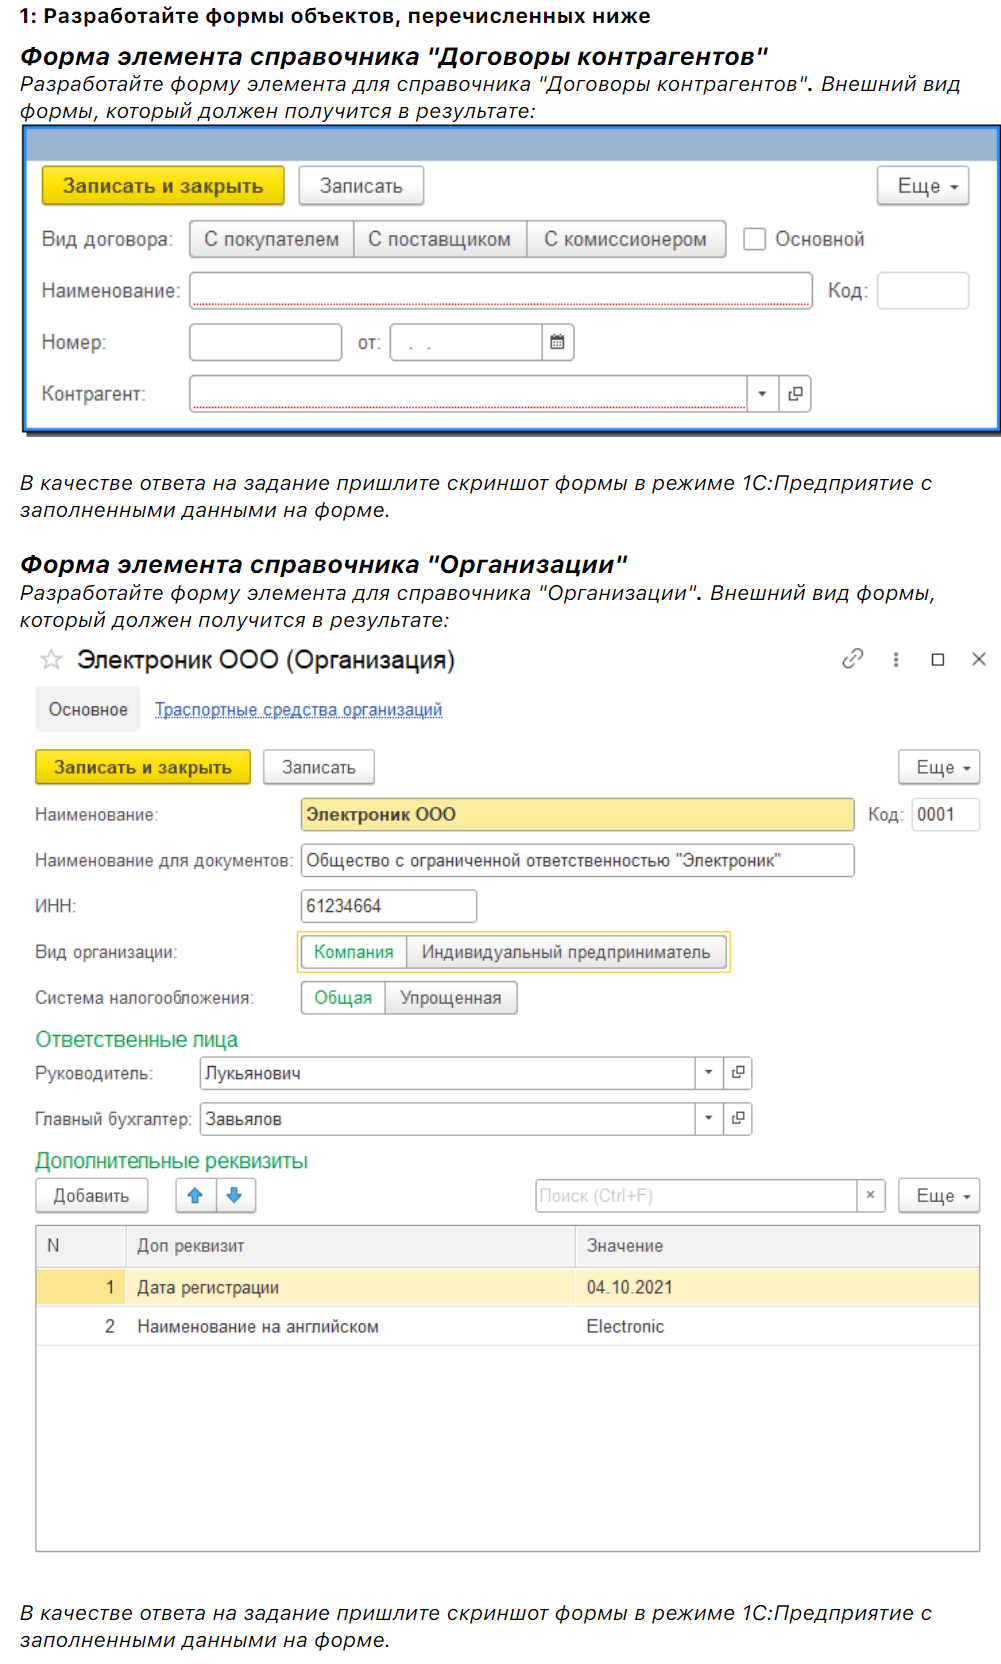 1: Разработайте формы объектов, перечисленных ниже
Форма элемента справочника "Договоры контрагентов"
Разработайте форму элемента для справочника "Договоры контрагентов". Внешний вид
формы, который должен получится в результате:
Записать и закрыть Записать Еще
Вид договора: С покупателем С поставщиком С комиссионером Основной
Наименование: Код:
Номер: от: . .
Контрагент:
В качестве ответа на задание пришлите скриншот формы в режиме 1С:Предприятие с
заполненными данными на форме.
Форма элемента справочника "Организации"
Разработайте форму элемента для справочника "Организации". Внешний вид формы,
который должен получится в результате:
Электроник ООО (Организация)
Основное Траспортные средства организаций
Записать и закрыть Записать Еще
Наименование: Электроник ООО Код: 0001
Наименование для документов: Общество с ограниченной ответственностью "Электроник"
ИНН: 61234664
Вид организации: Компания Индивидуальный предприниматель
Система налогообложения: Общая Упрощенная
Ответственные лица
Руководитель: Лукьянович
Главный бухгалтер: Завьялов
Дополнительные реквизиты
Добавить Поиск (Ctrl+F) × Еще
N Доп реквизит Значение
1 Дата регистрации 04.10.2021
2 Наименование на английском Electronic
В качестве ответа на задание пришлите скриншот формы в режиме 1С:Предприятие с
заполненными данными на форме.